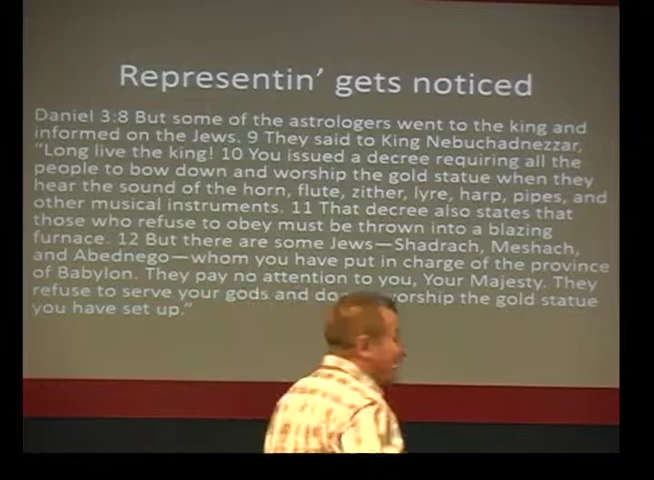 Representin' gets noticed
Daniel 3:8 But some of the astrologers went to the king and
informed on the Jews. 9 They said to King Nebuchadnezzar,
"Long live the king! 10 You issued a decree requiring all the
people to bow down and worship the gold statue when they
hear the sound of the horn, flute, zither, lyre, harp, pipes, and
other musical instruments. 11 That decree also states that
those who refuse to obey must be thrown into a blazing
furnace. 12 But there are some Jews—Shadrach, Meshach,
and Abednego—whom you have put in charge of the province
of Babylon. They pay no attention to you, Your Majesty. They
refuse to serve your gods and do worship the gold statue
you have set up."